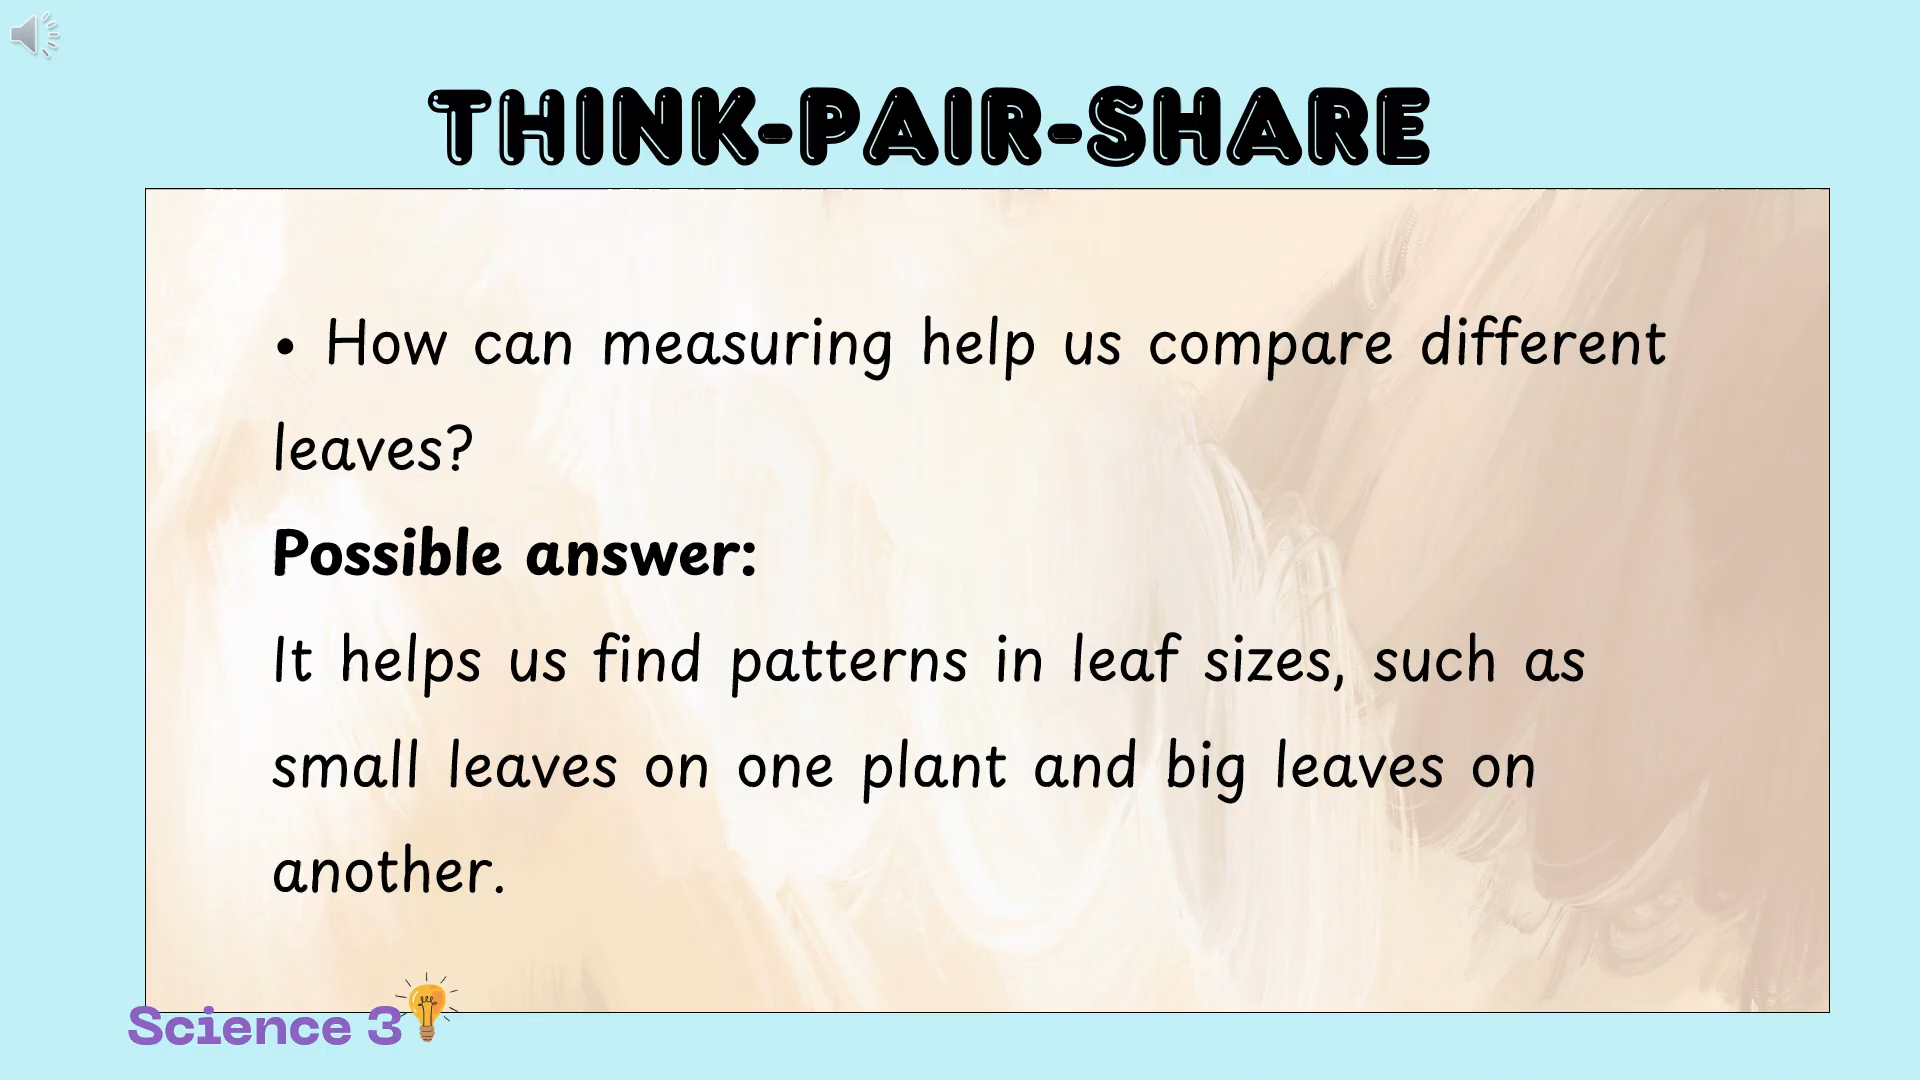 THINK-PAIR-SHARE
• How can measuring help us compare different
leaves?
Possible answer:
It helps us find patterns in leaf sizes, such as
small leaves on one plant and big leaves on
another.
Science 3